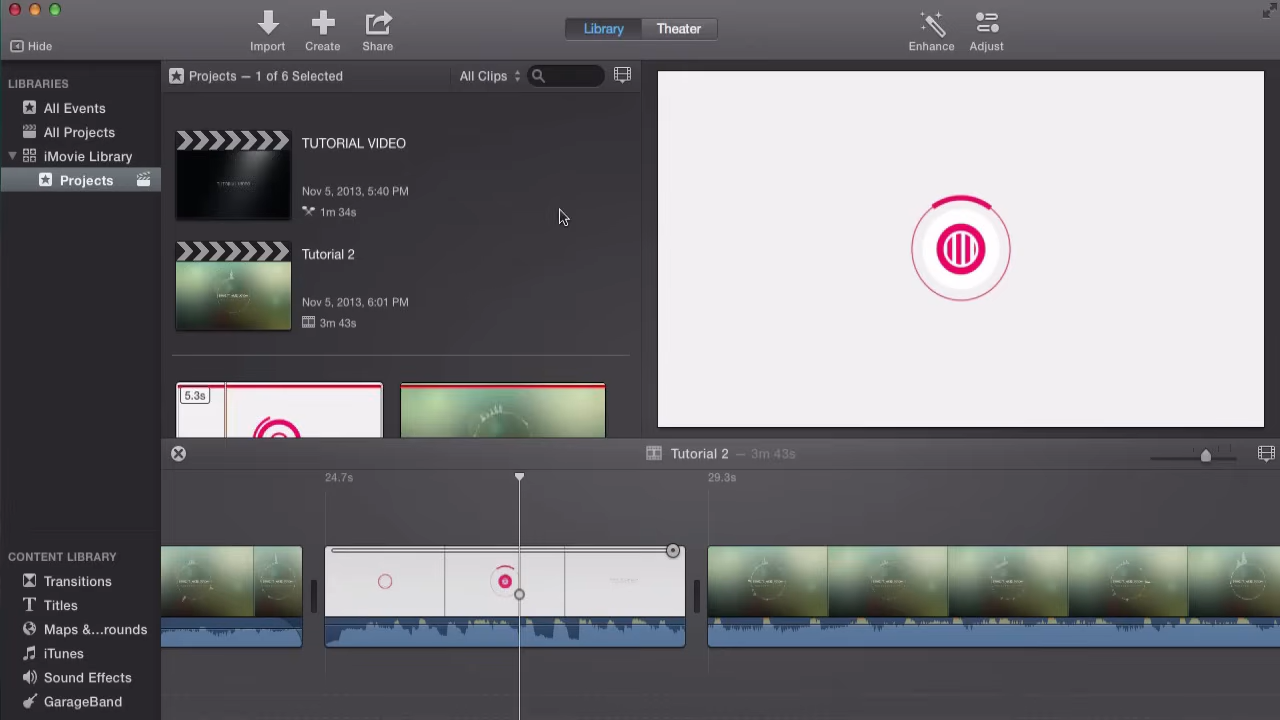 Hide
Import
Create
Share
Library
Theater
Enhance
Adjust
LIBRARIES
All Events
All Projects
iMovie Library
Projects
Projects — 1 of 6 Selected
All Clips
TUTORIAL VIDEO
Nov 5, 2013, 5:40 PM
1m 34s
Tutorial 2
Nov 5, 2013, 6:01 PM
3m 43s
5.3s
Tutorial 2 — 3m 43s
24.7s
29.3s
CONTENT LIBRARY
Transitions
Titles
Maps &...rounds
iTunes
Sound Effects
GarageBand